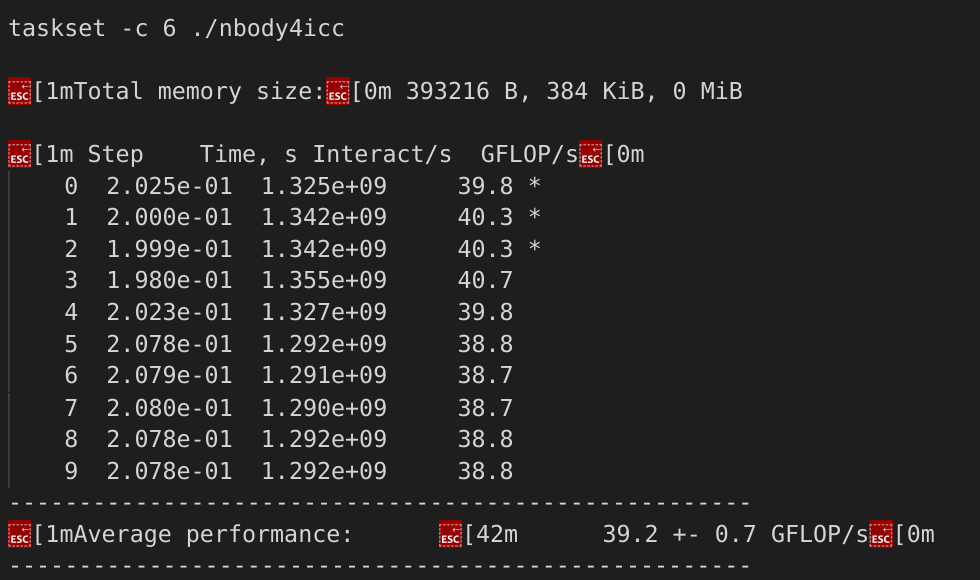 taskset -c 6 ./nbody4icc
ESC[1mTotal memory size:ESC[0m 393216 B, 384 KiB, 0 MiB
ESC[1m Step    Time, s Interact/s  GFLOP/sESC[0m
0  2.025e-01  1.325e+09     39.8 *
1  2.000e-01  1.342e+09     40.3 *
2  1.999e-01  1.342e+09     40.3 *
3  1.980e-01  1.355e+09     40.7
4  2.023e-01  1.327e+09     39.8
5  2.078e-01  1.292e+09     38.8
6  2.079e-01  1.291e+09     38.7
7  2.080e-01  1.290e+09     38.7
8  2.078e-01  1.292e+09     38.8
9  2.078e-01  1.292e+09     38.8
-----------------------------------------------------
ESC[1mAverage performance:      ESC[42m      39.2 +- 0.7 GFLOP/sESC[0m
-----------------------------------------------------